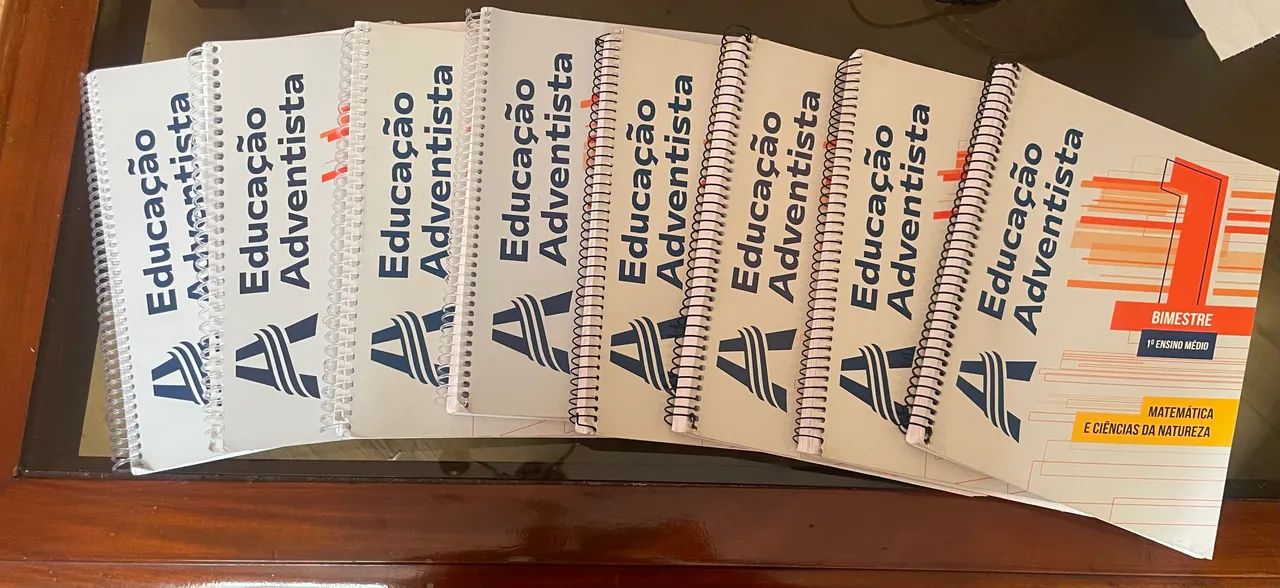 Educação
Adventista
Educação
Adventista
Educação
Adventista
Educação
Adventista
Educação
Adventista
Educação
Adventista
Educação
Adventista
Educação
Adventista
1
BIMESTRE
1º ENSINO MÉDIO
MATEMÁTICA
E CIÊNCIAS DA NATUREZA